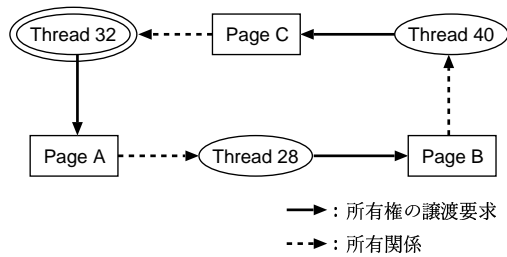 Thread 32
Page C
Thread 40
Page A
Thread 28
Page B
: 所有権の譲渡要求
: 所有関係